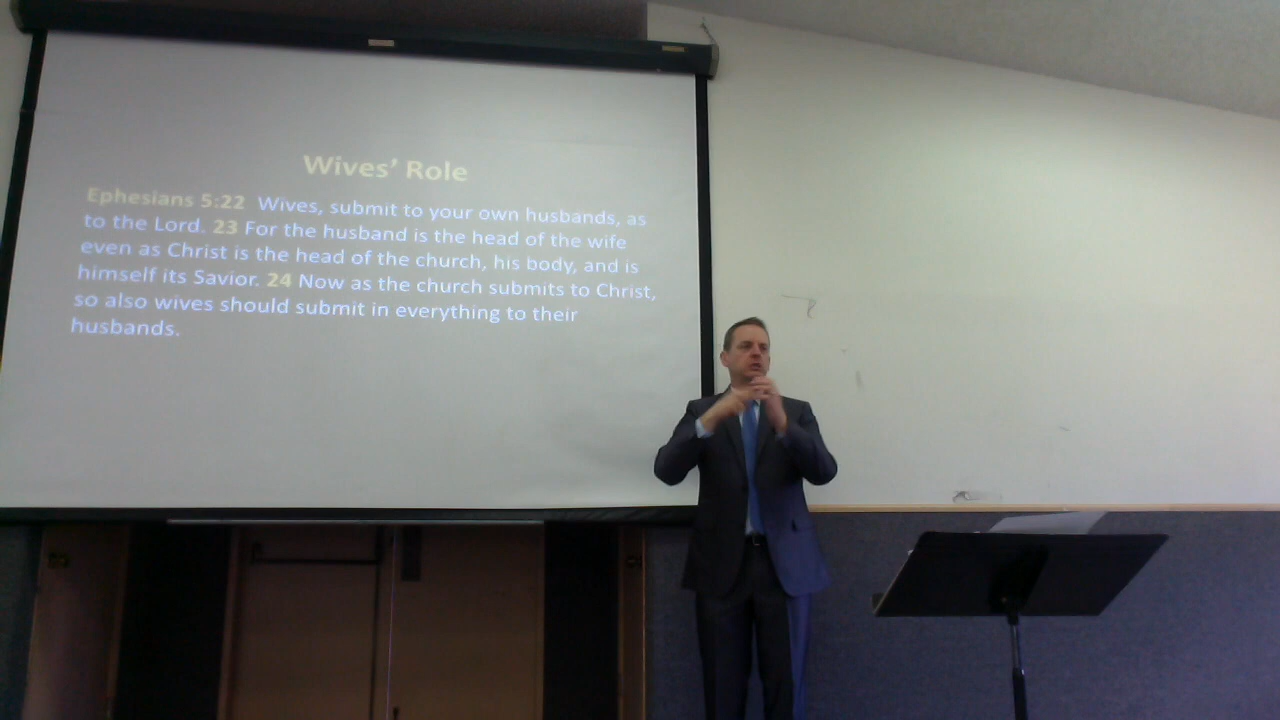 Wives' Role
Ephesians 5:22 Wives, submit to your own husbands, as
to the Lord. 23 For the husband is the head of the wife
even as Christ is the head of the church, his body, and is
himself its Savior. 24 Now as the church submits to Christ,
so also wives should submit in everything to their
husbands.